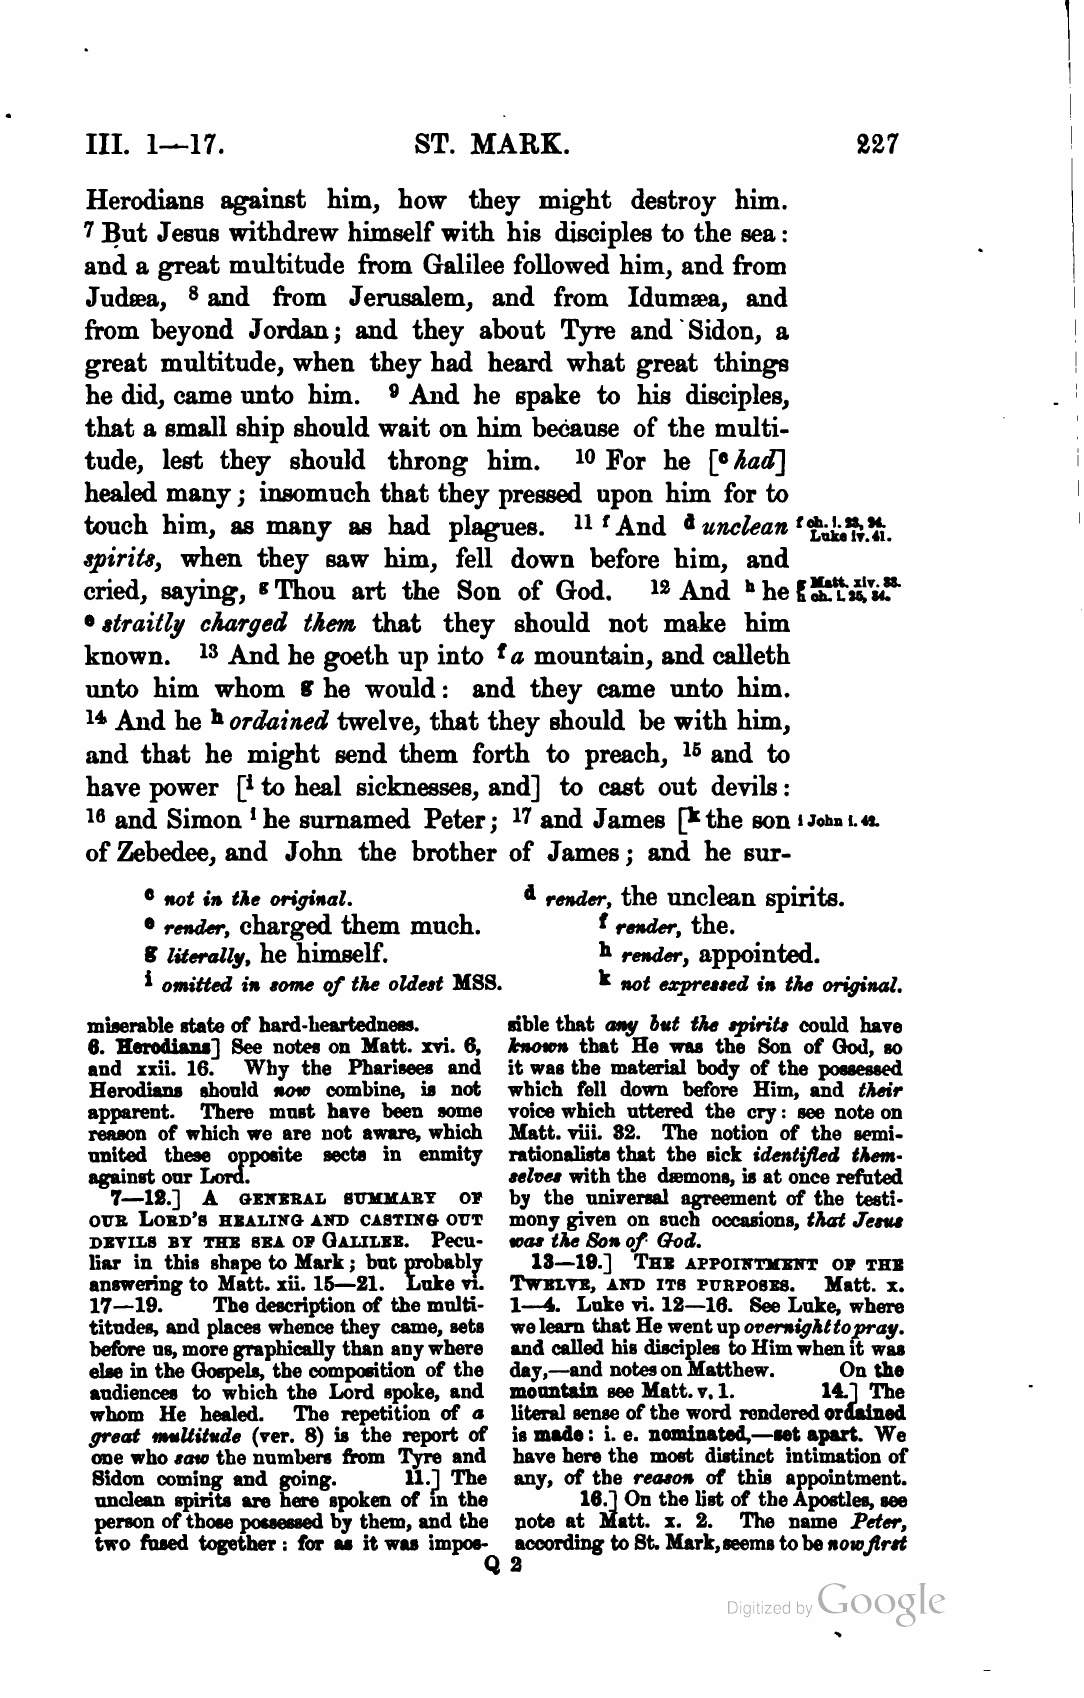 III. 1—17. ST. MARK. 227
Herodians against him, how they might destroy him.
7 But Jesus withdrew himself with his disciples to the sea:
and a great multitude from Galilee followed him, and from
Judæa, 8 and from Jerusalem, and from Idumæa, and
from beyond Jordan; and they about Tyre and Sidon, a
great multitude, when they had heard what great things
he did, came unto him. 9 And he spake to his disciples,
that a small ship should wait on him because of the multi-
tude, lest they should throng him. 10 For he [c had]
healed many; insomuch that they pressed upon him for to
touch him, as many as had plagues. 11 f And d unclean
f ch. i. 23, 24.
Luke iv. 41.
spirits, when they saw him, fell down before him, and
cried, saying, g Thou art the Son of God. 12 And h he
g Matt. xiv. 33.
h ch. i. 25, 34.
e straitly charged them that they should not make him
known. 13 And he goeth up into f a mountain, and calleth
unto him whom g he would: and they came unto him.
14 And he h ordained twelve, that they should be with him,
and that he might send them forth to preach, 15 and to
have power [i to heal sicknesses, and] to cast out devils:
16 and Simon i he surnamed Peter; 17 and James [k the son
i John i. 42.
of Zebedee, and John the brother of James; and he sur-
c not in the original.
d render, the unclean spirits.
e render, charged them much.
f render, the.
g literally, he himself.
h render, appointed.
i omitted in some of the oldest MSS.
k not expressed in the original.
miserable state of hard-heartedness.
6. Herodians] See notes on Matt. xvi. 6,
and xxii. 16. Why the Pharisees and
Herodians should now combine, is not
apparent. There must have been some
reason of which we are not aware, which
united these opposite sects in enmity
against our Lord.
7—12.] A GENERAL SUMMARY OF
OUR LORD'S HEALING AND CASTING OUT
DEVILS BY THE SEA OF GALILEE. Pecu-
liar in this shape to Mark; but probably
answering to Matt. xii. 15—21. Luke vi.
17—19. The description of the multi-
titudes, and places whence they came, sets
before us, more graphically than any where
else in the Gospels, the composition of the
audiences to which the Lord spoke, and
whom He healed. The repetition of a
great multitude (ver. 8) is the report of
one who saw the numbers from Tyre and
Sidon coming and going. 11.] The
unclean spirits are here spoken of in the
person of those possessed by them, and the
two fused together: for as it was impos-
sible that any but the spirits could have
known that He was the Son of God, so
it was the material body of the possessed
which fell down before Him, and their
voice which uttered the cry: see note on
Matt. viii. 32. The notion of the semi-
rationalists that the sick identified them-
selves with the dæmons, is at once refuted
by the universal agreement of the testi-
mony given on such occasions, that Jesus
was the Son of God.
13—19.] THE APPOINTMENT OF THE
TWELVE, AND ITS PURPOSES. Matt. x.
1—4. Luke vi. 12—16. See Luke, where
we learn that He went up overnight to pray.
and called his disciples to Him when it was
day,—and notes on Matthew. On the
mountain see Matt. v. 1. 14.] The
literal sense of the word rendered ordained
is made: i. e. nominated,—set apart. We
have here the most distinct intimation of
any, of the reason of this appointment.
16.] On the list of the Apostles, see
note at Matt. x. 2. The name Peter,
according to St. Mark, seems to be now first
Q 2
Digitized by Google